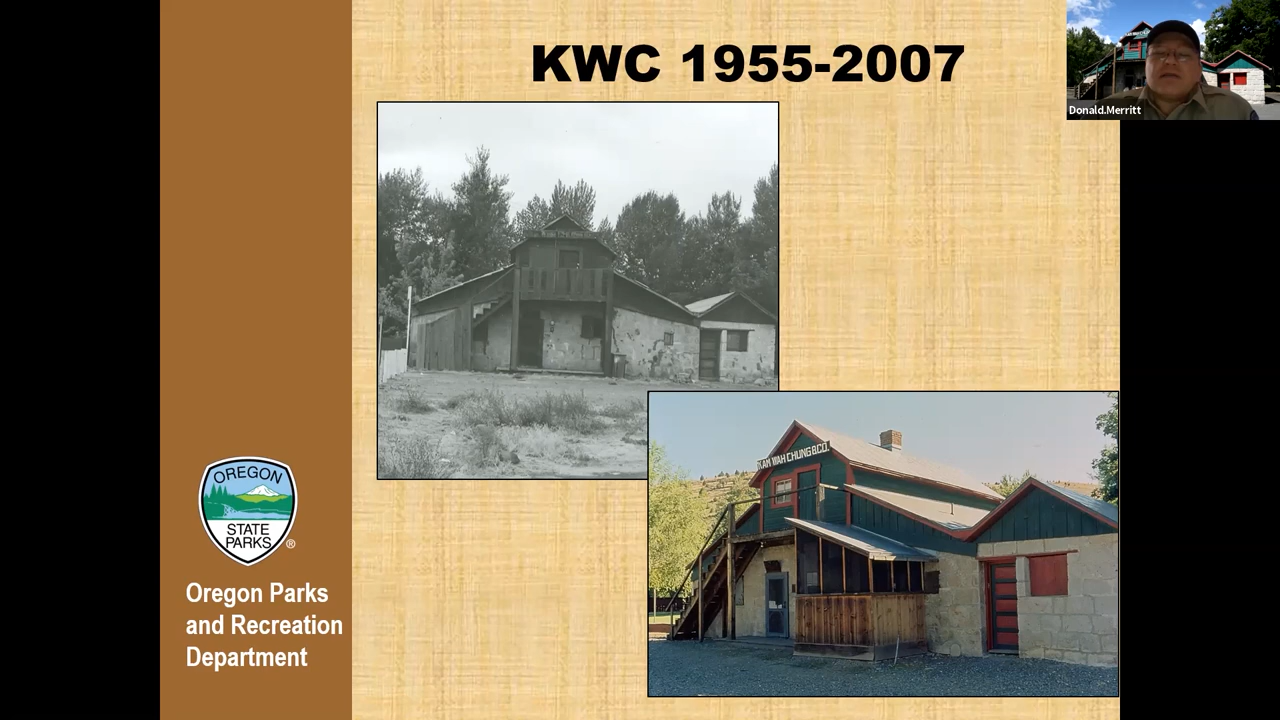 KWC 1955-2007
Donald.Merritt
KAM WAH CHUNG & CO.
OREGON
STATE
PARKS
®
Oregon Parks
and Recreation
Department